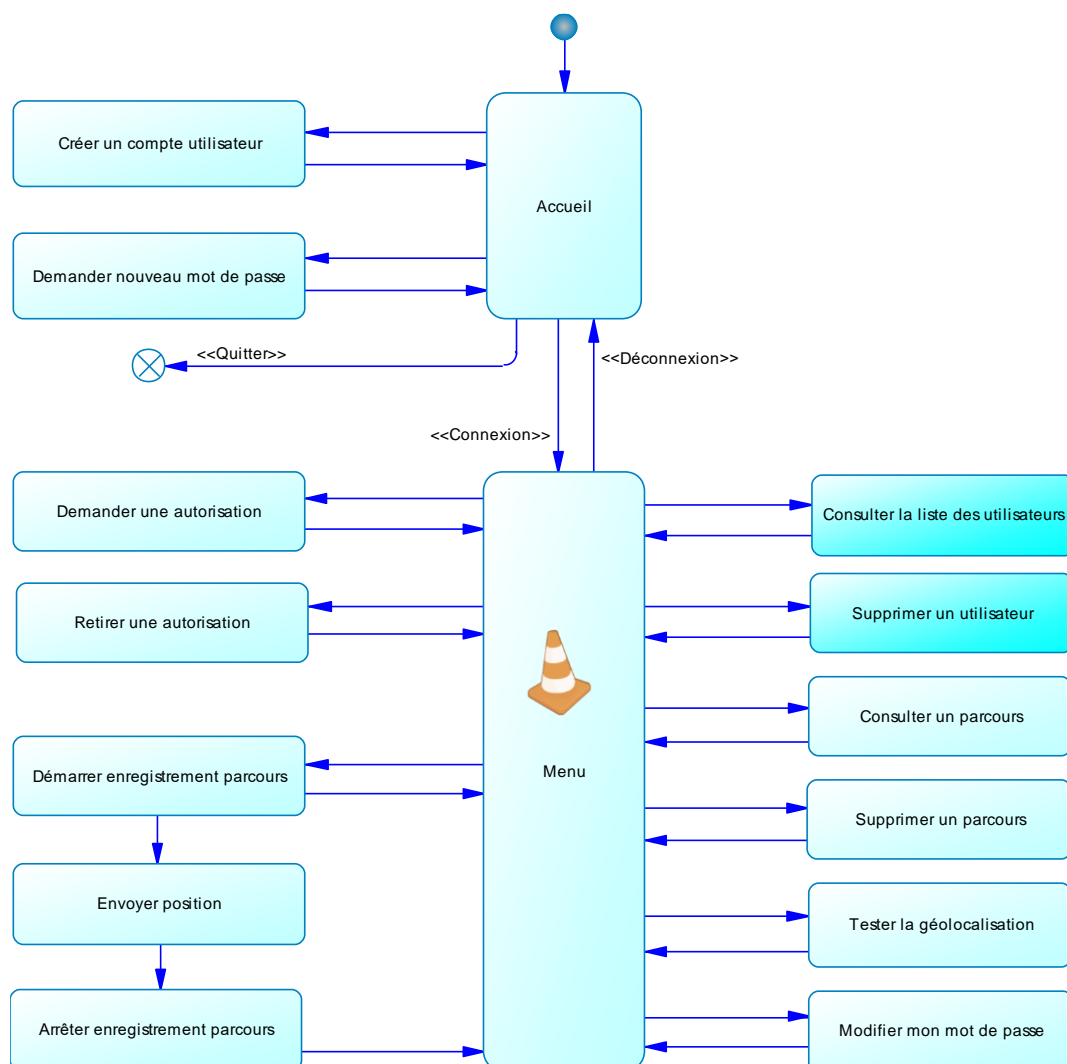 Créer un compte utilisateur
Accueil
Demander nouveau mot de passe
<<Quitter>>
<<Déconnexion>>
<<Connexion>>
Demander une autorisation
Consulter la liste des utilisateurs
Retirer une autorisation
Supprimer un utilisateur
Consulter un parcours
Démarrer enregistrement parcours
Menu
Supprimer un parcours
Envoyer position
Tester la géolocalisation
Arrêter enregistrement parcours
Modifier mon mot de passe